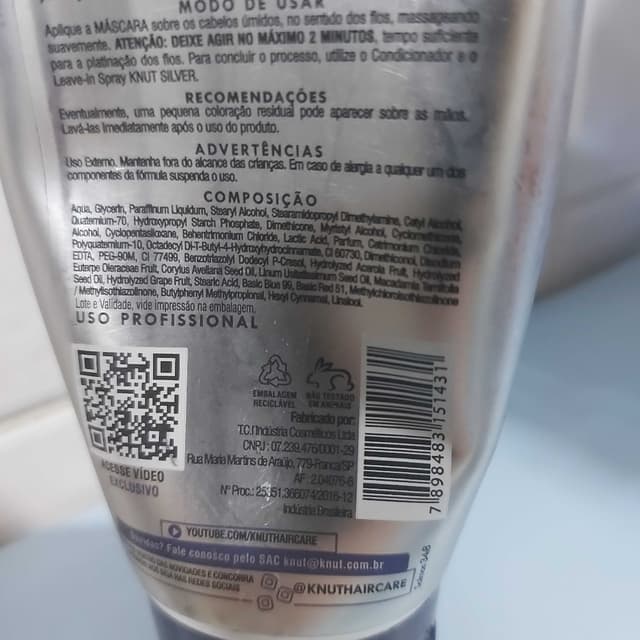 MODO DE USAR
Aplique a MÁSCARA sobre os cabelos úmidos, no sentido dos fios, massageando
suavemente. ATENÇÃO: DEIXE AGIR NO MÁXIMO 2 MINUTOS, tempo suficiente
para a platinação dos fios. Para concluir o processo, utilize o Condicionador e o
Leave-in Spray KNUT SILVER.
RECOMENDAÇÕES
Eventualmente, uma pequena coloração residual pode aparecer sobre as mãos.
Lavá-las imediatamente após o uso do produto.
ADVERTÊNCIAS
Uso Externo. Mantenha fora do alcance das crianças. Em caso de alergia a qualquer um dos
componentes da fórmula suspenda o uso.
COMPOSIÇÃO
Aqua, Glycerin, Paraffinum Liquidum, Stearyl Alcohol, Stearamidopropyl Dimethylamine, Cetyl Alcohol,
Quaternium-70, Hydroxypropyl Starch Phosphate, Dimethicone, Myristyl Alcohol, Cyclomethicone,
Alcohol, Cyclopentasiloxane, Behentrimonium Chloride, Lactic Acid, Parfum, Cetrimonium Chloride,
Polyquaternium-10, Octadecyl Di-T-Butyl-4-Hydroxyhydrocinnamate, CI 60730, Dimethiconol, Disodium
EDTA, PEG-90M, CI 77499, Benzotriazolyl Dodecyl P-Cresol, Hydrolyzed Acerola Fruit, Hydrolyzed
Euterpe Oleraceae Fruit, Corylus Avellana Seed Oil, Linum Usitatissimum Seed Oil, Macadamia Ternifolia
Seed Oil, Hydrolyzed Grape Fruit, Stearic Acid, Basic Blue 99, Basic Red 51, Methylchloroisothiazolinone
/ Methylisothiazolinone, Butylphenyl Methylpropional, Hexyl Cynnamal, Linalool.
Lote e Validade, vide impressão na embalagem.
USO PROFISSIONAL
EMBALAGEM
RECICLÁVEL
NÃO TESTADO
EM ANIMAIS
ACESSE VÍDEO
EXCLUSIVO
Fabricado por:
T.C.I Indústria Cosméticos Ltda
CNPJ: 07.239.476/0001-29
Rua Maria Martins de Araújo, 779-Franca/SP
AF: 2.04976-8
Nº Proc.: 25351.366074/2016-12
Indústria Brasileira
7 898483 151431
YOUTUBE.COM/KNUTHAIRCARE
Dúvidas? Fale conosco pelo SAC knut@knut.com.br
NOVIDADES E CONCORRA
NAS REDES SOCIAIS
@KNUTHAIRCARE